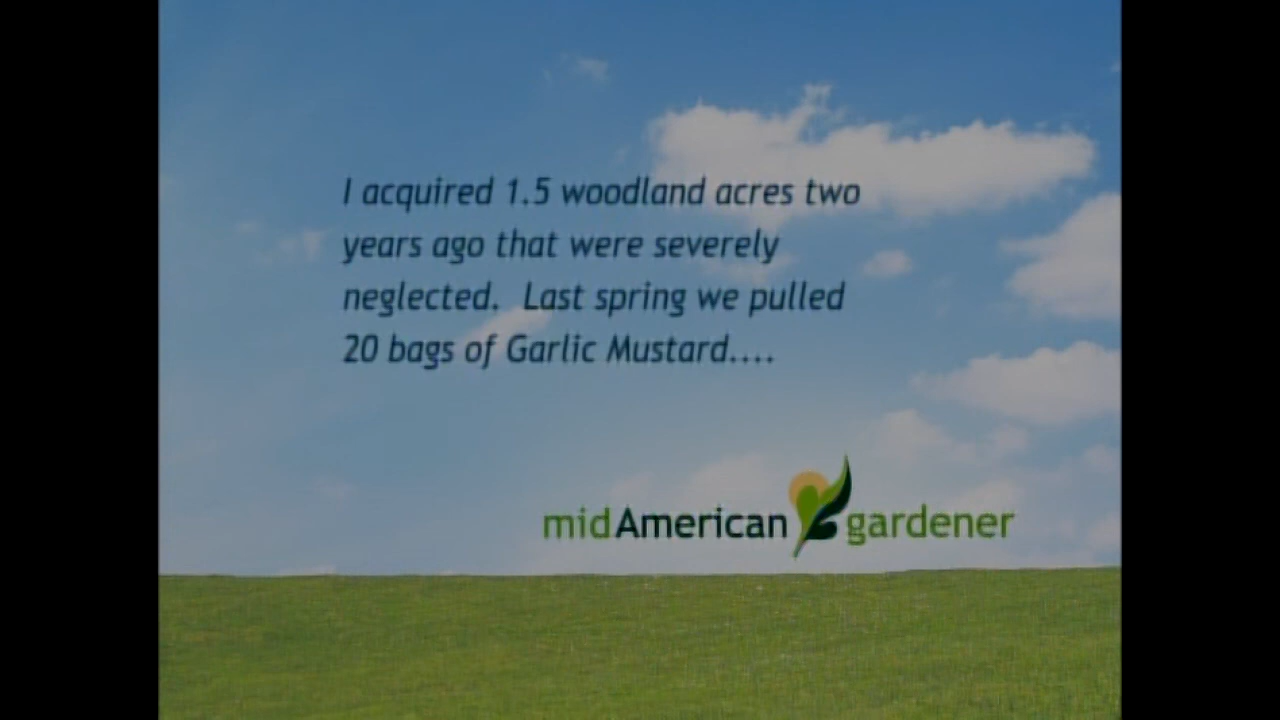 I acquired 1.5 woodland acres two
years ago that were severely
neglected.  Last spring we pulled
20 bags of Garlic Mustard....
midAmerican gardener